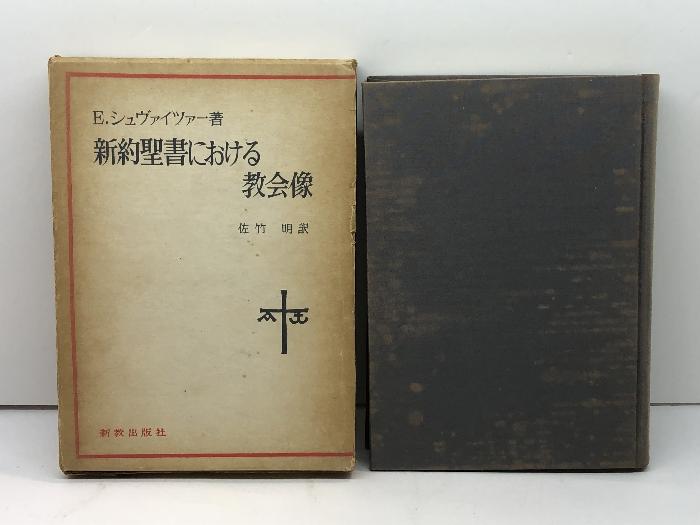 E.シュヴァイツァー著
新約聖書における
教会像
佐竹 明訳
新教出版社